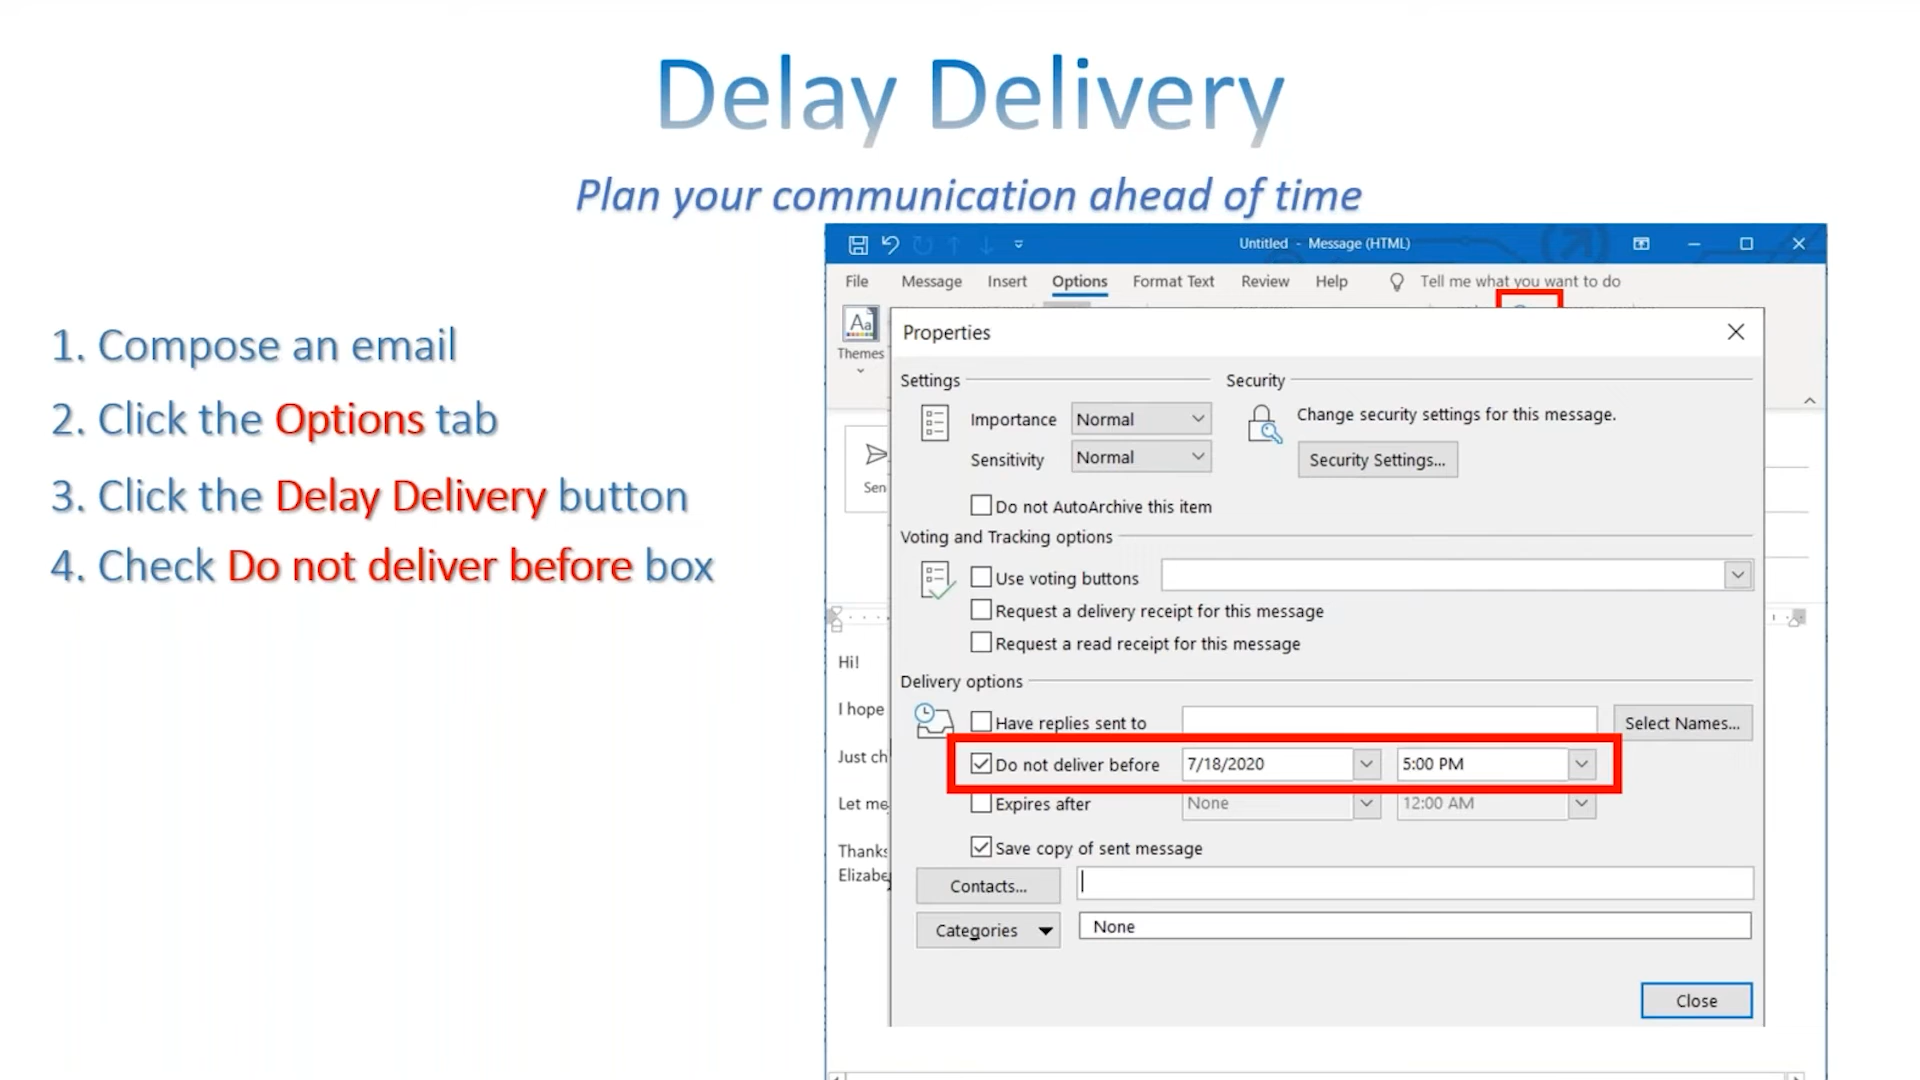 Delay Delivery
Plan your communication ahead of time
1. Compose an email
2. Click the Options tab
3. Click the Delay Delivery button
4. Check Do not deliver before box
Untitled - Message (HTML)
File Message Insert Options Format Text Review Help Tell me what you want to do
Themes
Properties
Settings
Security
Importance Normal
Change security settings for this message.
Sensitivity Normal
Security Settings...
Do not AutoArchive this item
Voting and Tracking options
Use voting buttons
Request a delivery receipt for this message
Request a read receipt for this message
Delivery options
Have replies sent to
Select Names...
Do not deliver before 7/18/2020 5:00 PM
Expires after None 12:00 AM
Save copy of sent message
Contacts...
Categories None
Close
Sen
Hi!
I hope
Just ch
Let me
Thanks
Elizabe